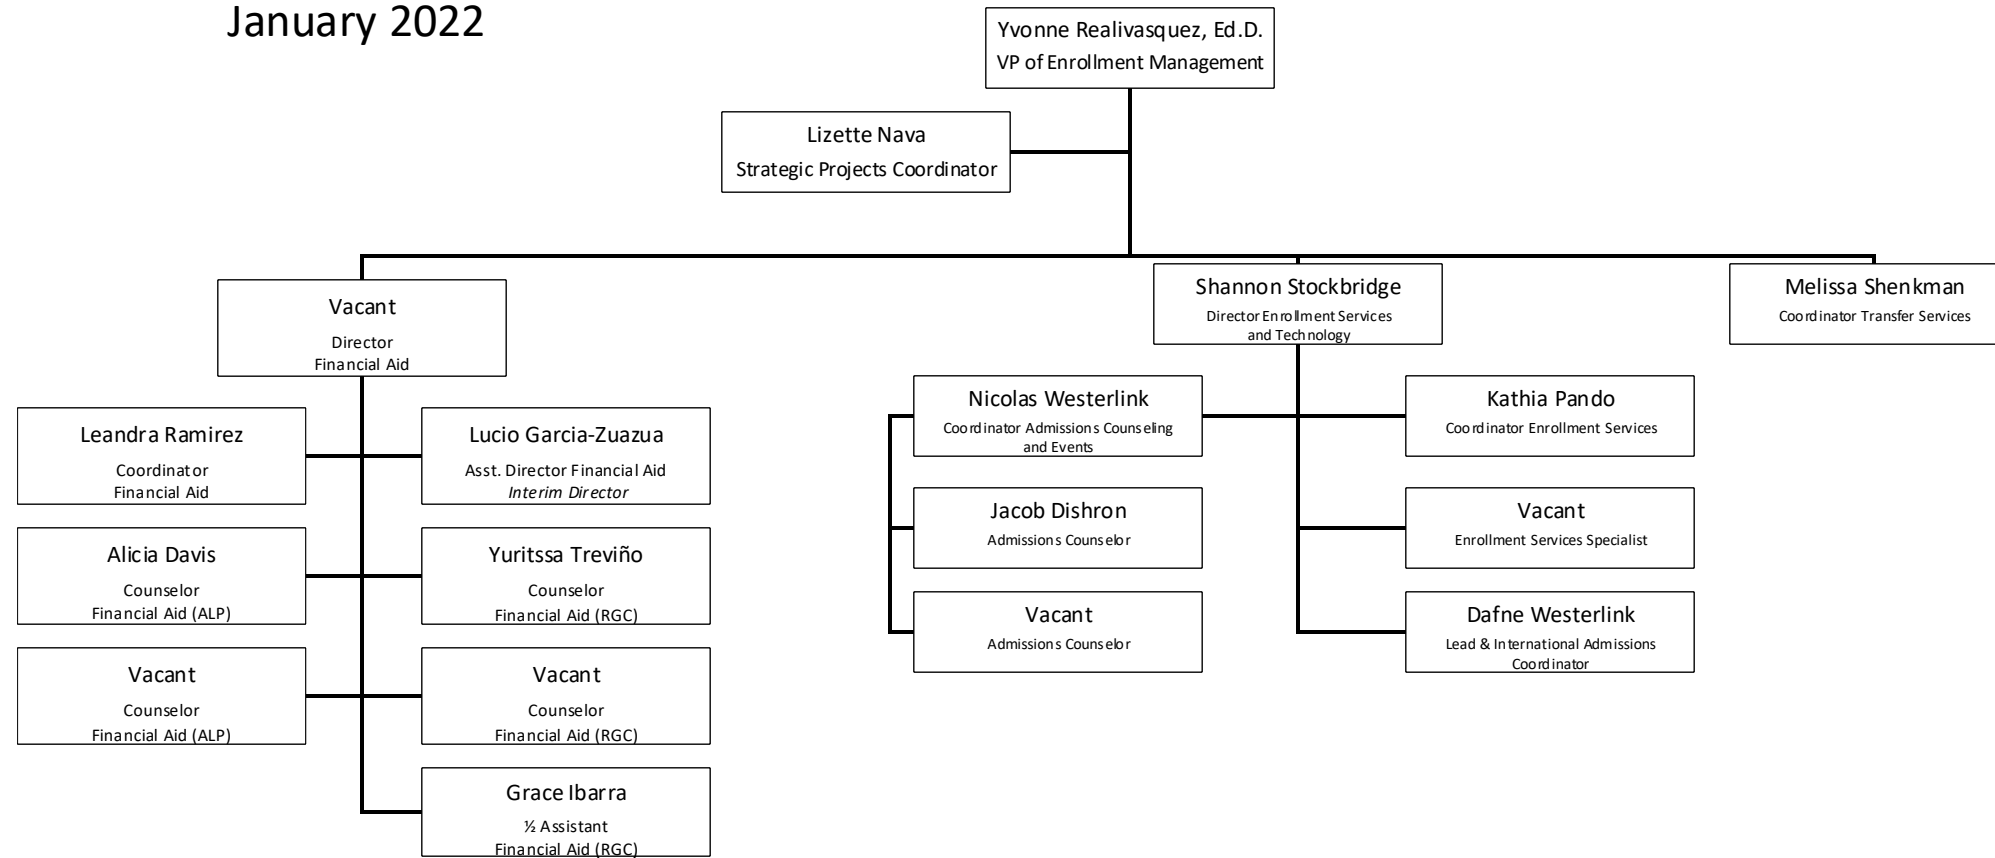 January 2022
Yvonne Realivasquez, Ed.D.
VP of Enrollment Management
Lizette Nava
Strategic Projects Coordinator
Vacant
Director
Financial Aid
Shannon Stockbridge
Director Enrollment Services
and Technology
Melissa Shenkman
Coordinator Transfer Services
Leandra Ramirez
Coordinator
Financial Aid
Lucio Garcia-Zuazua
Asst. Director Financial Aid
Interim Director
Alicia Davis
Counselor
Financial Aid (ALP)
Yuritssa Treviño
Counselor
Financial Aid (RGC)
Vacant
Counselor
Financial Aid (ALP)
Vacant
Counselor
Financial Aid (RGC)
Grace Ibarra
½ Assistant
Financial Aid (RGC)
Nicolas Westerlink
Coordinator Admissions Counseling
and Events
Kathia Pando
Coordinator Enrollment Services
Jacob Dishron
Admissions Counselor
Vacant
Enrollment Services Specialist
Vacant
Admissions Counselor
Dafne Westerlink
Lead & International Admissions
Coordinator